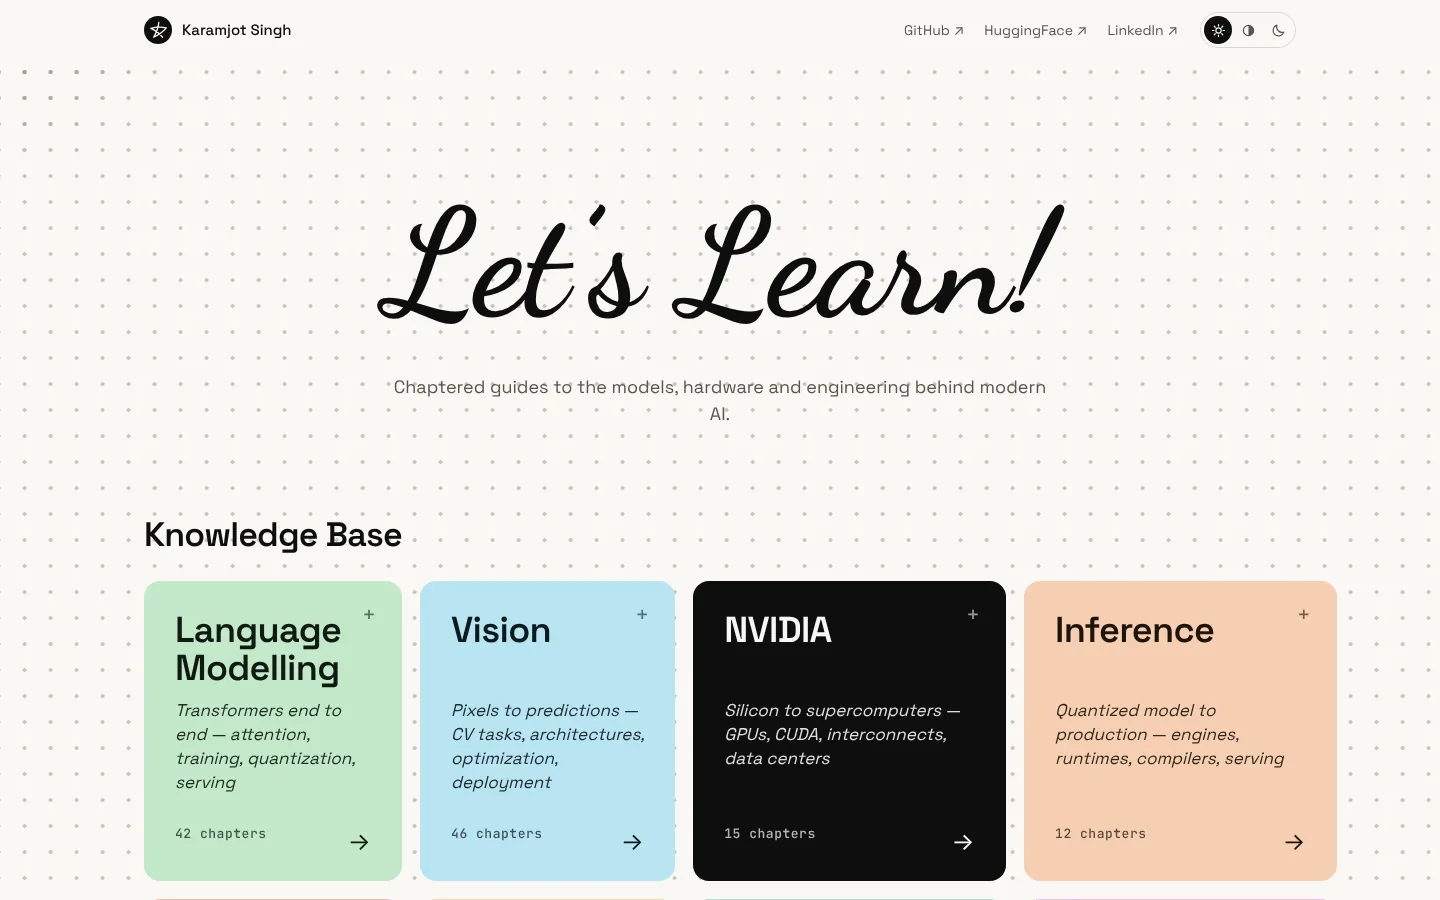 Karamjot Singh
GitHub ↗
HuggingFace ↗
LinkedIn ↗
Let's Learn!
Chaptered guides to the models, hardware and engineering behind modern
AI.
Knowledge Base
Language
Modelling
+
Transformers end to
end — attention,
training, quantization,
serving
42 chapters
→
Vision
+
Pixels to predictions —
CV tasks, architectures,
optimization,
deployment
46 chapters
→
NVIDIA
+
Silicon to supercomputers —
GPUs, CUDA, interconnects,
data centers
15 chapters
→
Inference
+
Quantized model to
production — engines,
runtimes, compilers, serving
12 chapters
→